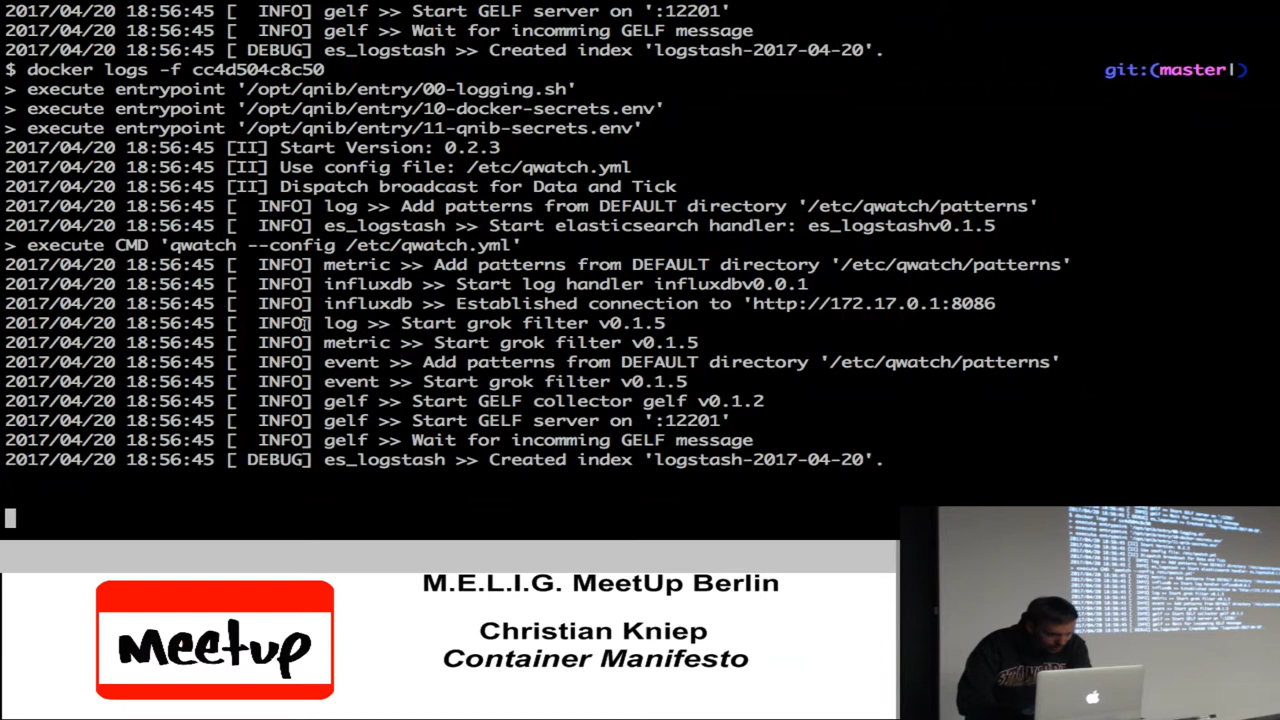 2017/04/20 18:56:45 [   INFO] gelf >> Start GELF server on ':12201'
2017/04/20 18:56:45 [   INFO] gelf >> Wait for incomming GELF message
2017/04/20 18:56:45 [ DEBUG] es_logstash >> Created index 'logstash-2017-04-20'.
$ docker logs -f cc4d504c8c50 git:(master|)
> execute entrypoint '/opt/qnib/entry/00-logging.sh'
> execute entrypoint '/opt/qnib/entry/10-docker-secrets.env'
> execute entrypoint '/opt/qnib/entry/11-qnib-secrets.env'
2017/04/20 18:56:45 [II] Start Version: 0.2.3
2017/04/20 18:56:45 [II] Use config file: /etc/qwatch.yml
2017/04/20 18:56:45 [II] Dispatch broadcast for Data and Tick
2017/04/20 18:56:45 [   INFO] log >> Add patterns from DEFAULT directory '/etc/qwatch/patterns'
2017/04/20 18:56:45 [   INFO] es_logstash >> Start elasticsearch handler: es_logstashv0.1.5
> execute CMD 'qwatch --config /etc/qwatch.yml'
2017/04/20 18:56:45 [   INFO] metric >> Add patterns from DEFAULT directory '/etc/qwatch/patterns'
2017/04/20 18:56:45 [   INFO] influxdb >> Start log handler influxdbv0.0.1
2017/04/20 18:56:45 [   INFO] influxdb >> Established connection to 'http://172.17.0.1:8086
2017/04/20 18:56:45 [   INFO] log >> Start grok filter v0.1.5
2017/04/20 18:56:45 [   INFO] metric >> Start grok filter v0.1.5
2017/04/20 18:56:45 [   INFO] event >> Add patterns from DEFAULT directory '/etc/qwatch/patterns'
2017/04/20 18:56:45 [   INFO] event >> Start grok filter v0.1.5
2017/04/20 18:56:45 [   INFO] gelf >> Start GELF collector gelf v0.1.2
2017/04/20 18:56:45 [   INFO] gelf >> Start GELF server on ':12201'
2017/04/20 18:56:45 [   INFO] gelf >> Wait for incomming GELF message
2017/04/20 18:56:45 [ DEBUG] es_logstash >> Created index 'logstash-2017-04-20'.
M.E.L.I.G. MeetUp Berlin
Meetup
Christian Kniep
Container Manifesto